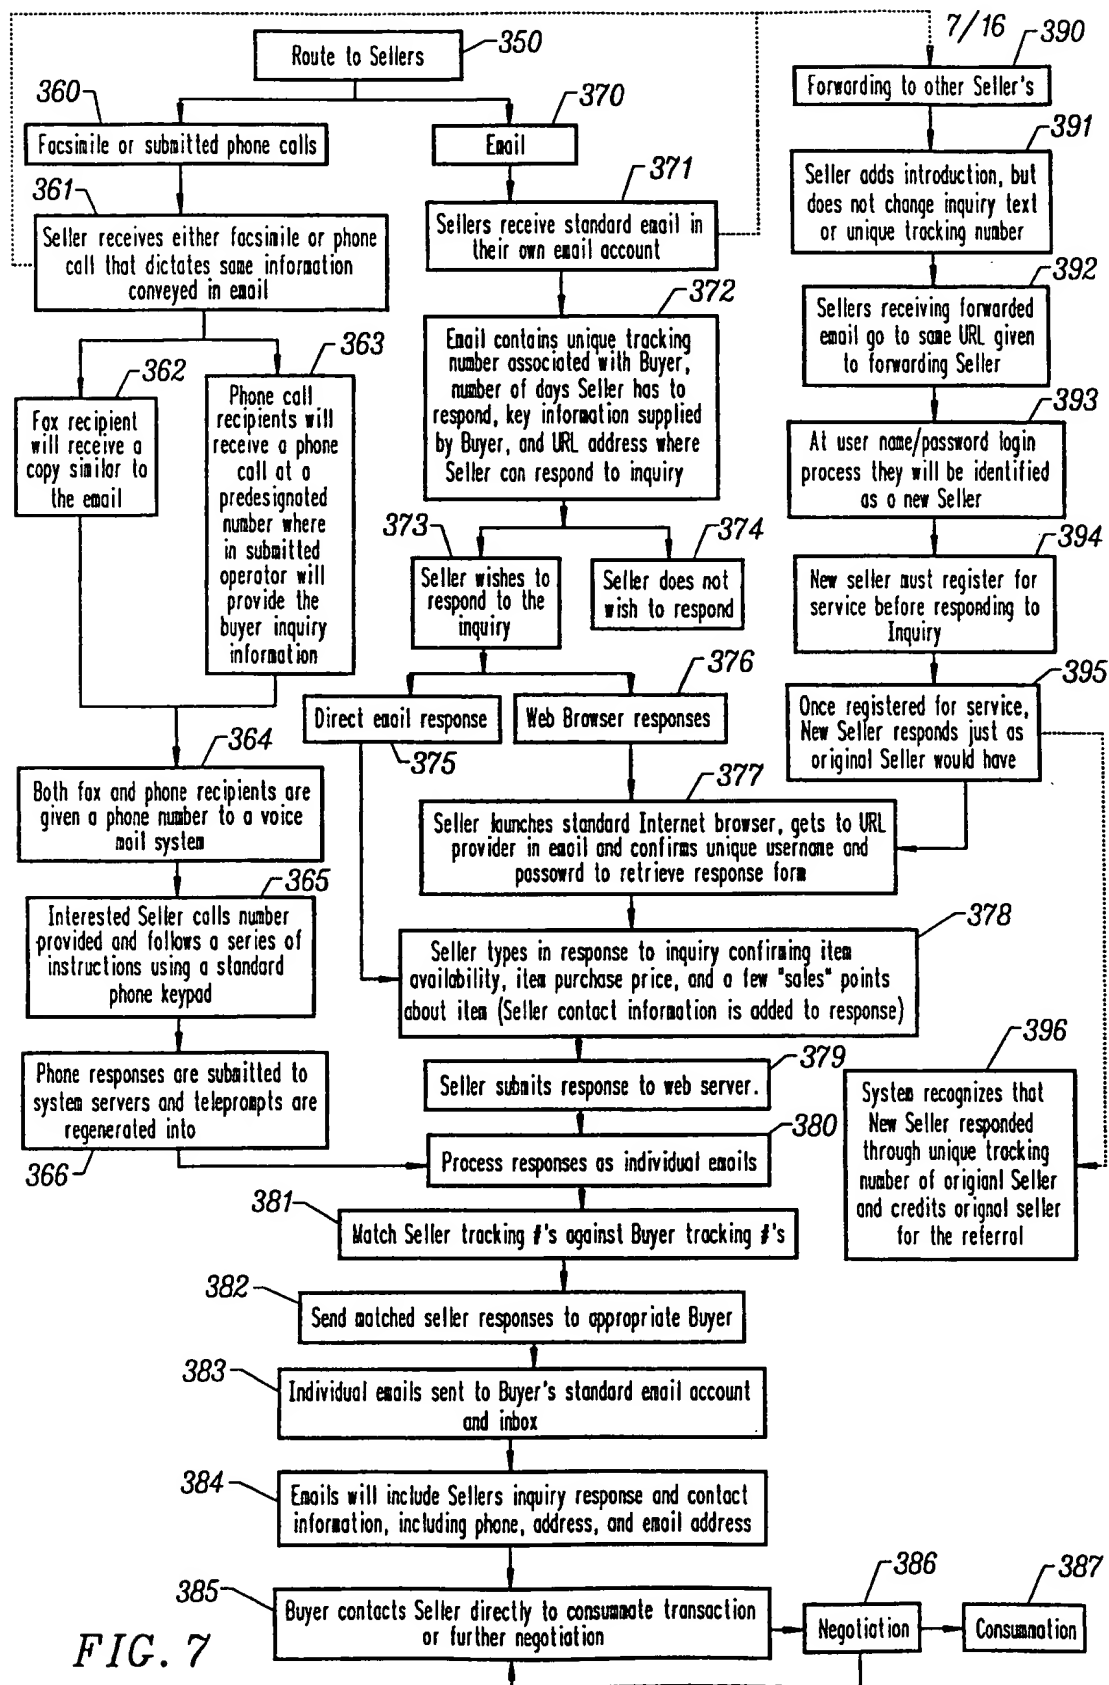 7/16
350
Route to Sellers
360
Facsimile or submitted phone calls
361
Seller receives either facsimile or phone
call that dictates same information
conveyed in email
362
Fax recipient
will receive a
copy similar to
the email
363
Phone call
recipients will
receive a phone
call at a
predesignated
number where
in submitted
operator will
provide the
buyer inquiry
information
364
Both fax and phone recipients are
given a phone number to a voice
mail system
365
Interested Seller calls number
provided and follows a series of
instructions using a standard
phone keypad
Phone responses are submitted to
system servers and teleprompts are
regenerated into
366
370
Email
371
Sellers receive standard email in
their own email account
372
Email contains unique tracking
number associated with Buyer,
number of days Seller has to
respond, key information supplied
by Buyer, and URL address where
Seller can respond to inquiry
373
Seller wishes to
respond to the
inquiry
374
Seller does not
wish to respond
Direct email response
375
376
Web Browser responses
377
Seller launches standard Internet browser, gets to URL
provider in email and confirms unique username and
passowrd to retrieve response form
378
Seller types in response to inquiry confirming item
availability, item purchase price, and a few "sales" points
about item (Seller contact information is added to response)
379
Seller submits response to web server.
380
Process responses as individual emails
381
Match Seller tracking #'s against Buyer tracking #'s
382
Send matched seller responses to appropriate Buyer
383
Individual emails sent to Buyer's standard email account
and inbox
384
Emails will include Sellers inquiry response and contact
information, including phone, address, and email address
385
Buyer contacts Seller directly to consummate transaction
or further negotiation
386
Negotiation
387
Consummation
390
Forwarding to other Seller's
391
Seller adds introduction, but
does not change inquiry text
or unique tracking number
392
Sellers receiving forwarded
email go to same URL given
to forwarding Seller
393
At user name/password login
process they will be identified
as a new Seller
394
New seller must register for
service before responding to
Inquiry
395
Once registered for service,
New Seller responds just as
original Seller would have
396
System recognizes that
New Seller responded
through unique tracking
number of origianl Seller
and credits orignal seller
for the referral
FIG. 7